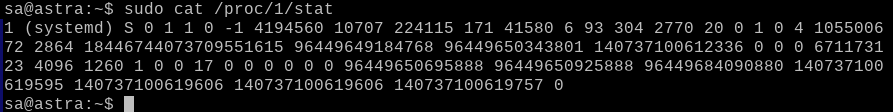 sa@astra:~$ sudo cat /proc/1/stat
1 (systemd) S 0 1 1 0 -1 4194560 10707 224115 171 41580 6 93 304 2770 20 0 1 0 4 1055006
72 2864 18446744073709551615 96449649184768 96449650343801 140737100612336 0 0 0 6711731
23 4096 1260 1 0 0 17 0 0 0 0 0 0 96449650695888 96449650925888 96449684090880 140737100
619595 140737100619606 140737100619606 140737100619757 0
sa@astra:~$